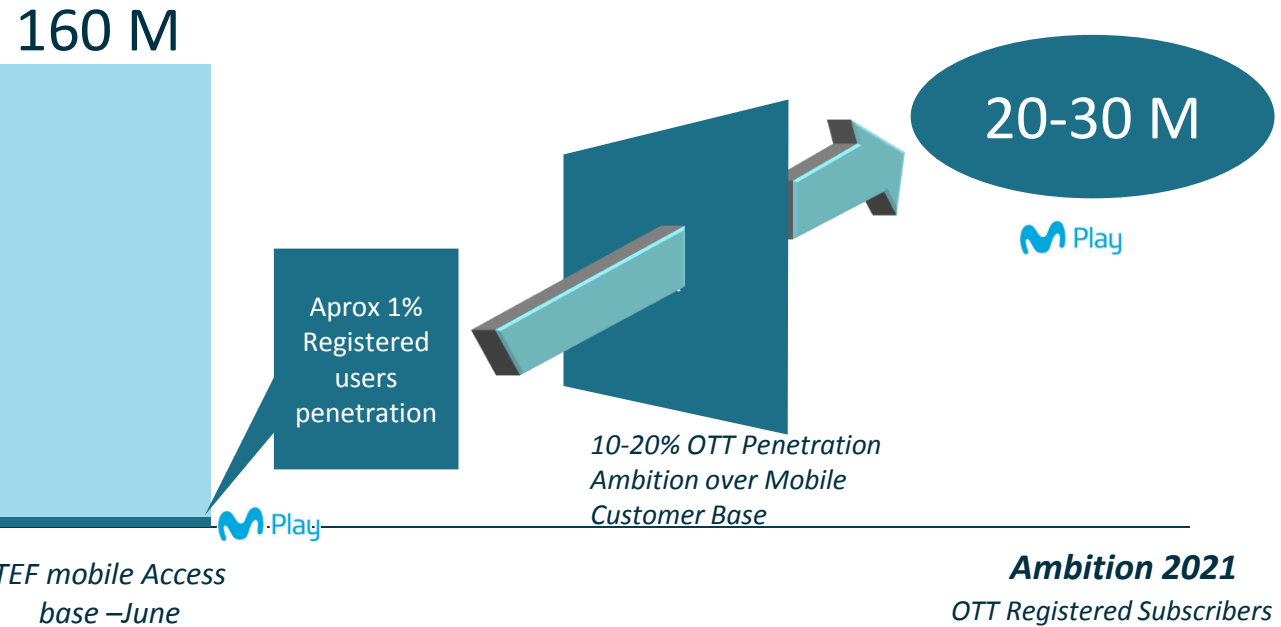 160 M
20-30 M
Play
Aprox 1%
Registered
users
penetration
10-20% OTT Penetration
Ambition over Mobile
Customer Base
Play
TEF mobile Access
base –June
Ambition 2021
OTT Registered Subscribers